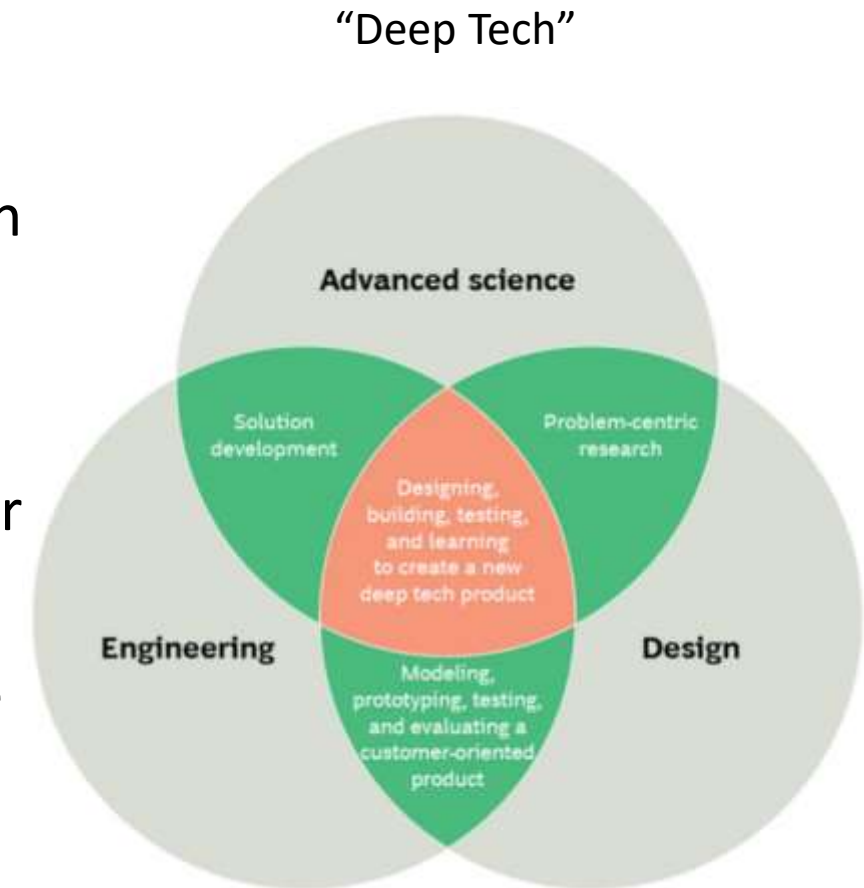 “Deep Tech”
n
Advanced science
Solution
development
Problem-centric
research
Designing,
building, testing,
and learning
to create a new
deep tech product
r
Engineering
Design
Modeling,
prototyping, testing,
and evaluating a
customer-oriented
product